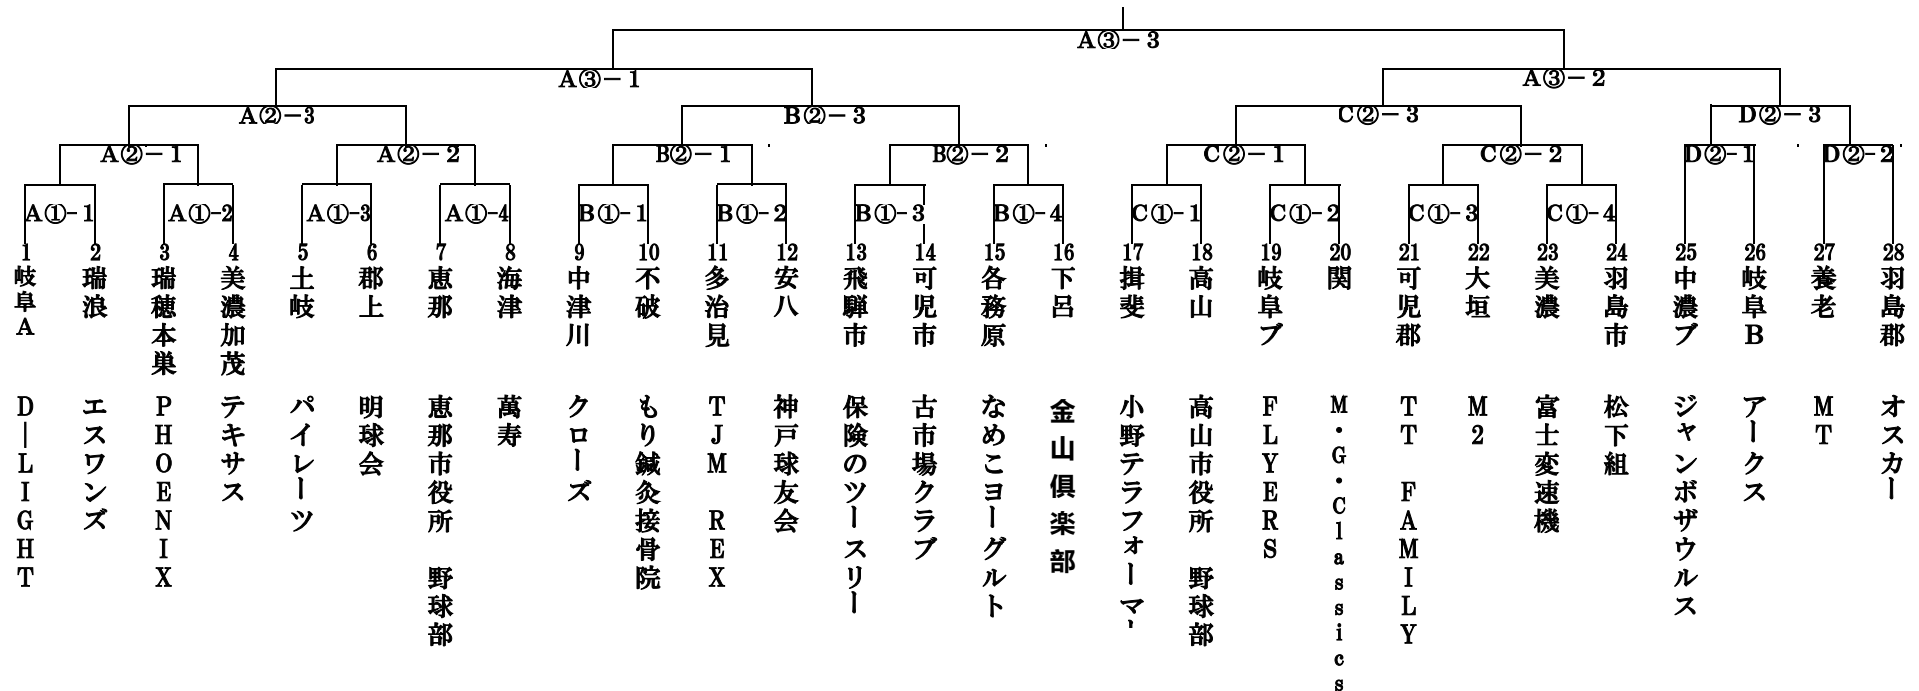 A③－3
A③－1
A③－2
A②－3
B②－3
C②－3
D②－3
A②－1
A②－2
B②－1
B②－2
C②－1
C②－2
D②-1
D②-2
A①-1
A①-2
A①-3
A①-4
B①-1
B①-2
B①-3
B①-4
C①-1
C①-2
C①-3
C①-4
1
岐阜A
D―LIGHT
2
瑞浪
エスワンズ
3
瑞穂本巣
PHOENIX
4
美濃加茂
テキサス
5
土岐
パイレーツ
6
郡上
明球会
7
恵那
恵那市役所 野球部
8
海津
萬寿
9
中津川
クローズ
10
不破
もり鍼灸接骨院
11
多治見
TJM REX
12
安八
神戸球友会
13
飛騨市
保険のツースリー
14
可児市
古市場クラブ
15
各務原
なめこヨーグルト
16
下呂
金山倶楽部
17
揖斐
小野テラフォーマー
18
高山
高山市役所 野球部
19
岐阜ブ
FLYERS
20
関
M・G・Classics
21
可児郡
TT FAMILY
22
大垣
M2
23
美濃
富士変速機
24
羽島市
松下組
25
中濃ブ
ジャンボザウルス
26
岐阜B
アークス
27
養老
MT
28
羽島郡
オスカー